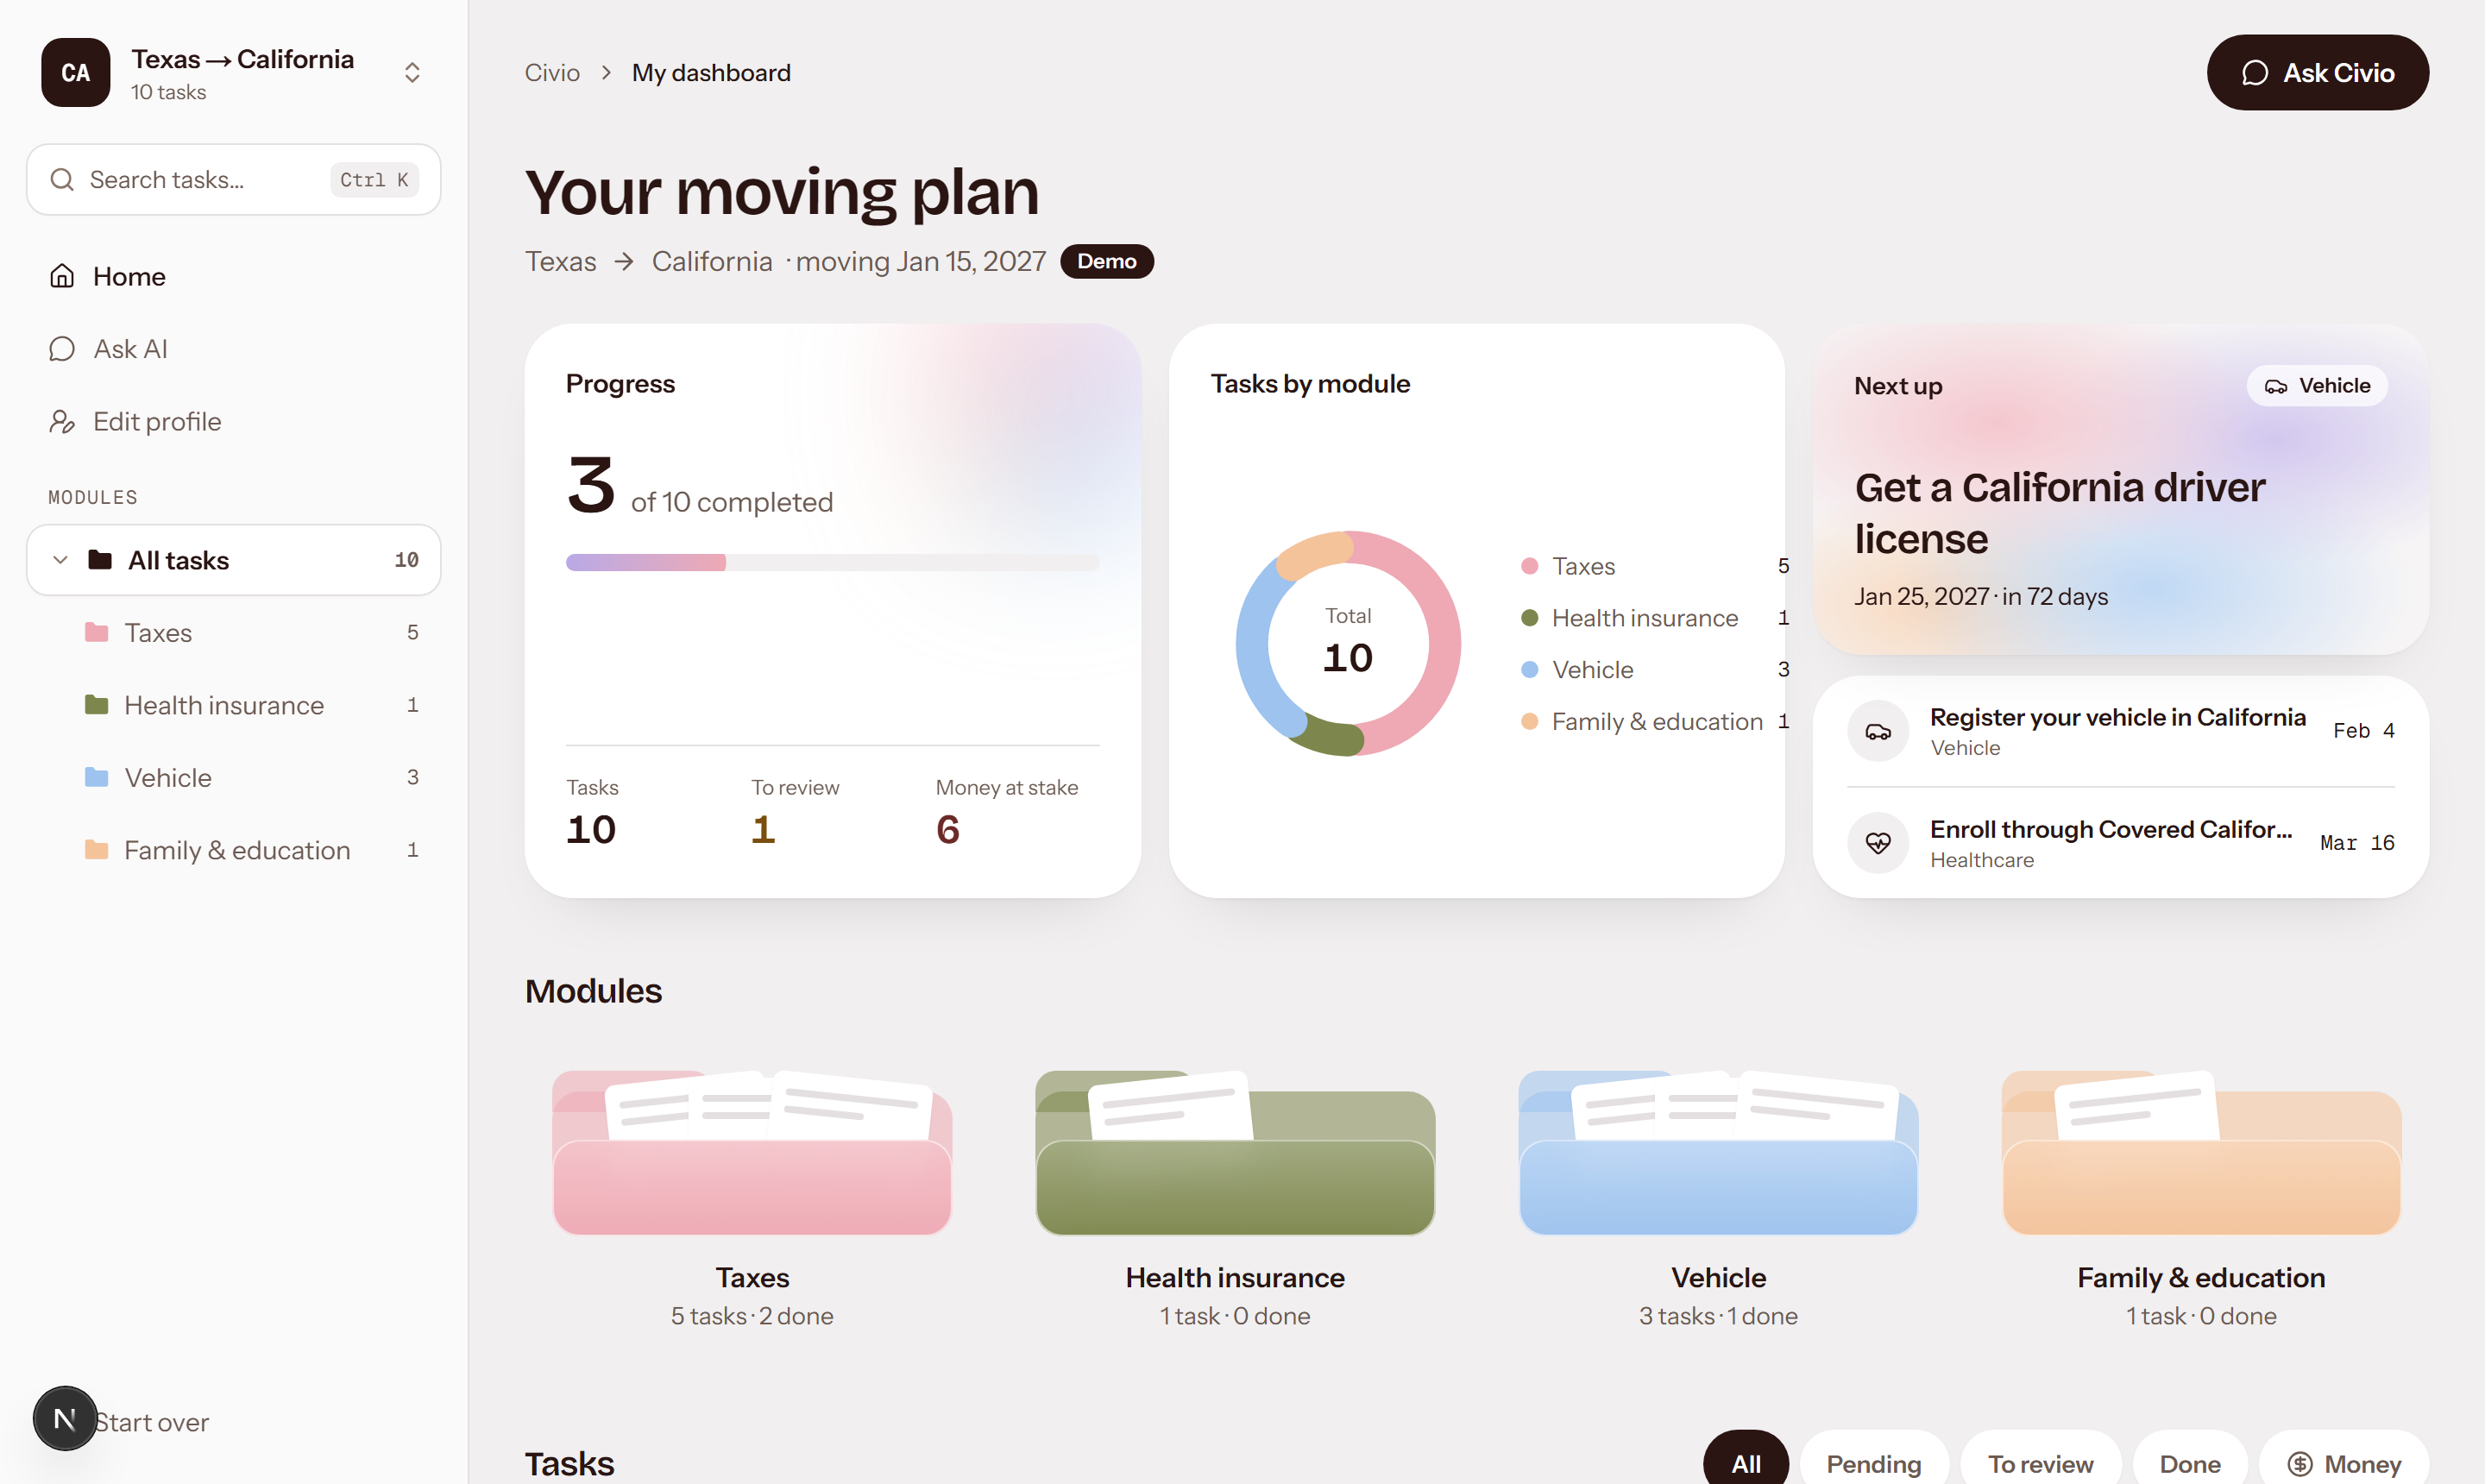 CA
Texas → California
10 tasks
Search tasks...
Ctrl K
Home
Ask AI
Edit profile
MODULES
All tasks 10
Taxes 5
Health insurance 1
Vehicle 3
Family & education 1
N
Start over
Civio > My dashboard
Ask Civio
Your moving plan
Texas → California · moving Jan 15, 2027 Demo
Progress
3 of 10 completed
Tasks
10
To review
1
Money at stake
6
Tasks by module
Total
10
Taxes 5
Health insurance 1
Vehicle 3
Family & education 1
Next up
Vehicle
Get a California driver
license
Jan 25, 2027 · in 72 days
Register your vehicle in California
Vehicle
Feb 4
Enroll through Covered Califor...
Healthcare
Mar 16
Modules
Taxes
5 tasks · 2 done
Health insurance
1 task · 0 done
Vehicle
3 tasks · 1 done
Family & education
1 task · 0 done
Tasks
All
Pending
To review
Done
Money